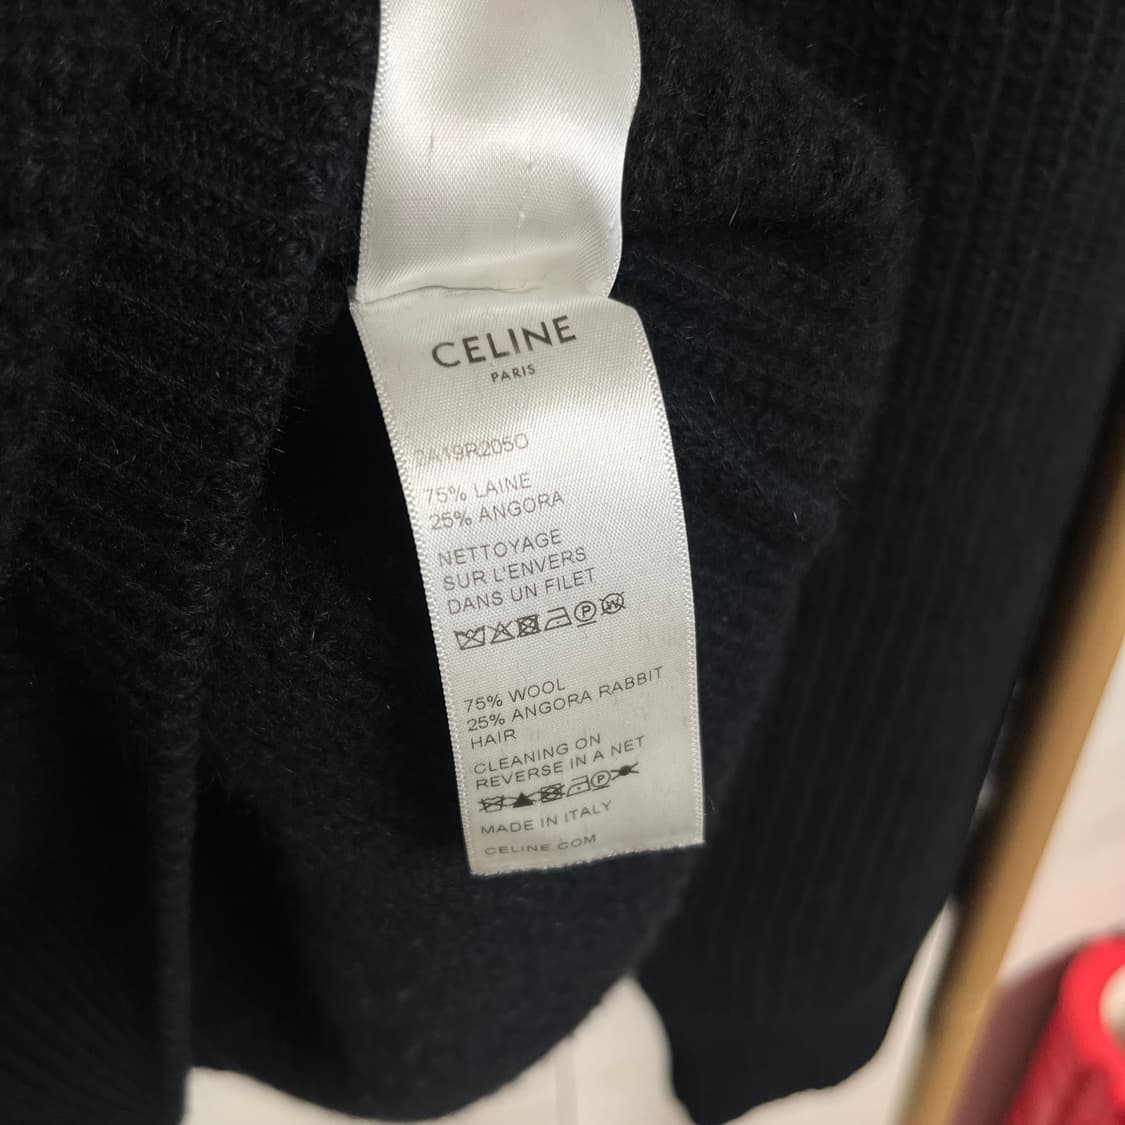 CELINE
PARIS
2A19R205O
75% LAINE
25% ANGORA
NETTOYAGE
SUR L'ENVERS
DANS UN FILET
75% WOOL
25% ANGORA RABBIT
HAIR
CLEANING ON
REVERSE IN A NET
MADE IN ITALY
CELINE.COM